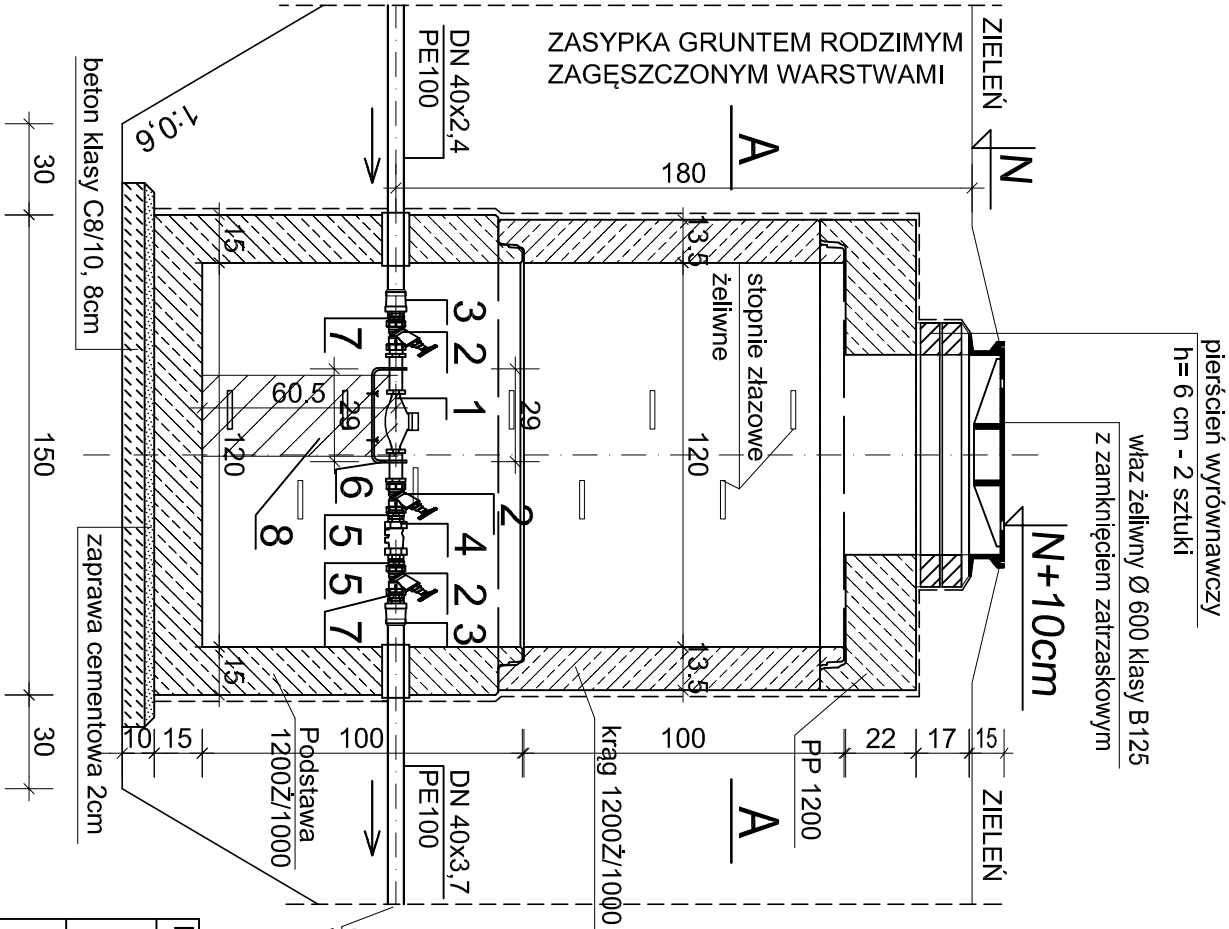 pierścień wyrównawczy
h= 6 cm - 2 sztuki
właz żeliwny Ø 600 klasy B125
z zamknięciem zatrzaskowym
ZIELEŃ
N
N+10cm
ZIELEŃ
ZASYPKA GRUNTEM RODZIMYM
ZAGĘSZCZONYM WARSTWAMI
A
A
180
15
17
22
100
100
15
10
PP 1200
krąg 1200Ż/1000
Podstawa
1200Ż/1000
13.5
120
13.5
stopnie złazowe
żeliwne
DN 40x2,4
PE100
DN 40x3,7
PE100
29
3
2
1
2
4
2
3
7
29
6
5
5
7
8
60.5
15
120
15
1:0,6
beton klasy C8/10, 8cm
zaprawa cementowa 2cm
30
150
30